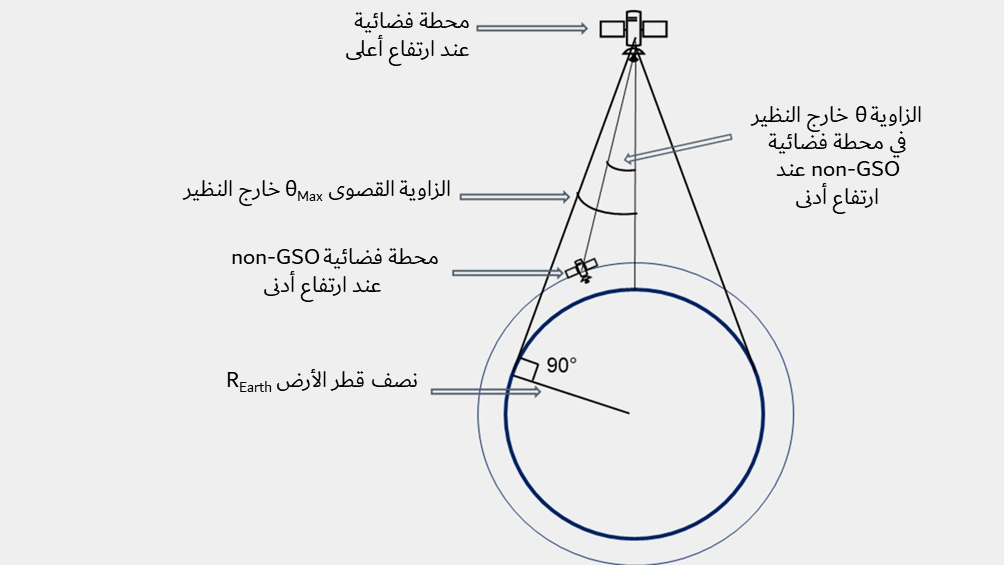 محطة فضائية
عند ارتفاع أعلى
الزاوية θ خارج النظير
في محطة فضائية
non-GSO عند
ارتفاع أدنى
الزاوية القصوى θMax خارج النظير
محطة فضائية non-GSO
عند ارتفاع أدنى
90°
نصف قطر الأرض REarth